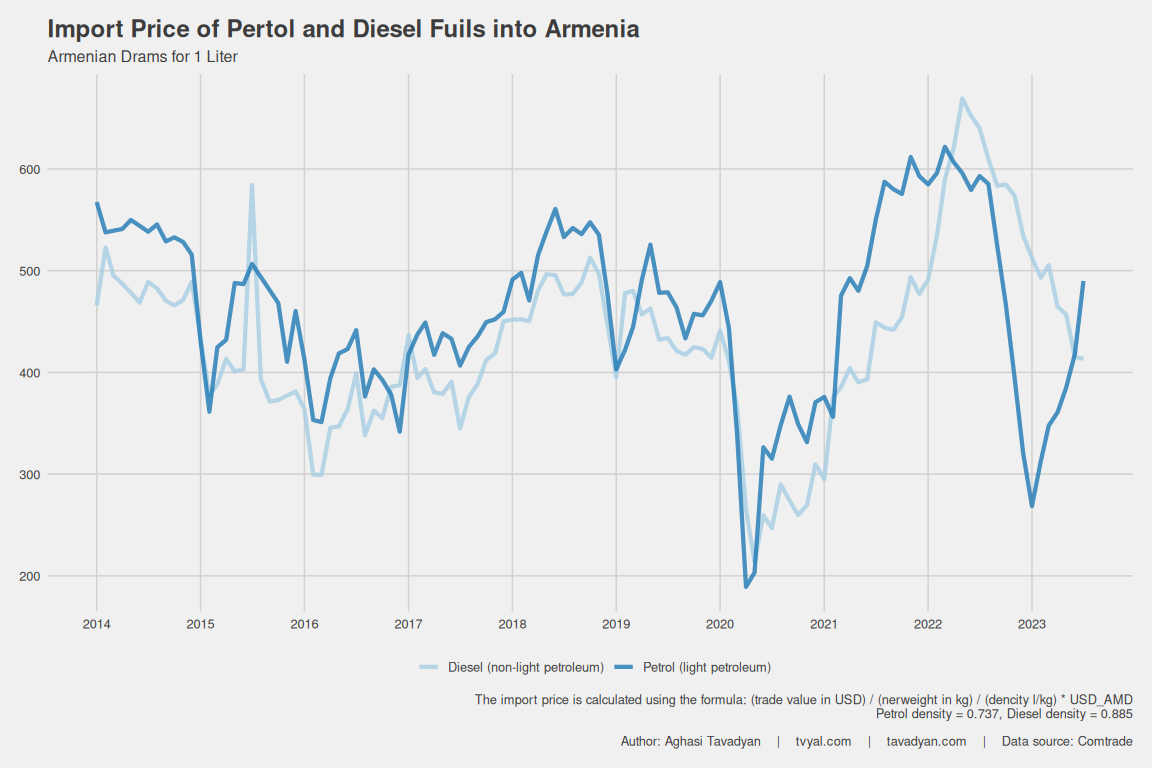 Import Price of Pertol and Diesel Fuils into Armenia
Armenian Drams for 1 Liter
600
500
400
300
200
2014 2015 2016 2017 2018 2019 2020 2021 2022 2023
Diesel (non-light petroleum) Petrol (light petroleum)
The import price is calculated using the formula: (trade value in USD) / (nerweight in kg) / (dencity l/kg) * USD_AMD
Petrol density = 0.737, Diesel density = 0.885
Author: Aghasi Tavadyan | tvyal.com | tavadyan.com | Data source: Comtrade